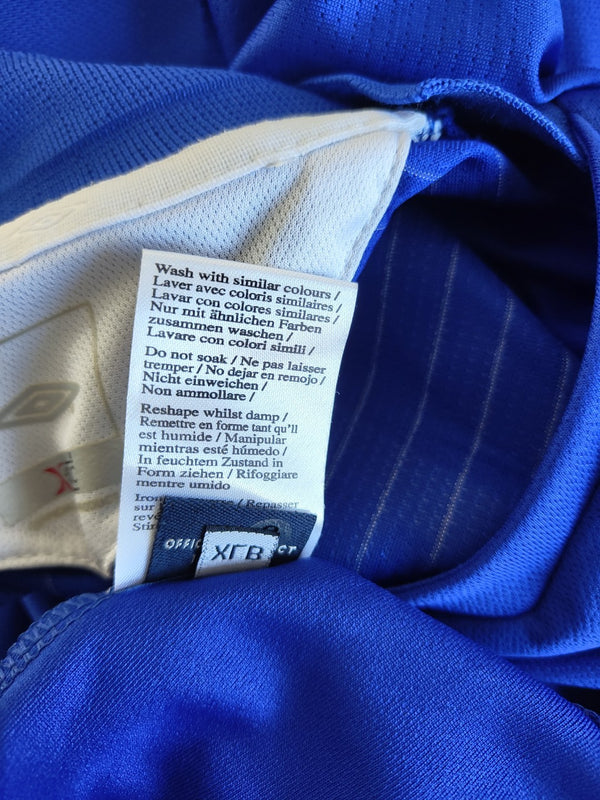 Wash with similar colours /
Laver avec coloris similaires /
Lavar con colores similares /
Nur mit ähnlichen Farben
zusammen waschen /
Lavare con colori simili /
Do not soak / Ne pas laisser
tremper / No dejar en remojo /
Nicht einweichen /
Non ammollare /
Reshape whilst damp /
Remettre en forme tant qu'il
est humide / Manipular
mientras esté húmedo /
In feuchtem Zustand in
Form ziehen / Rifoggiare
mentre umido
Repasser
sur
XLB